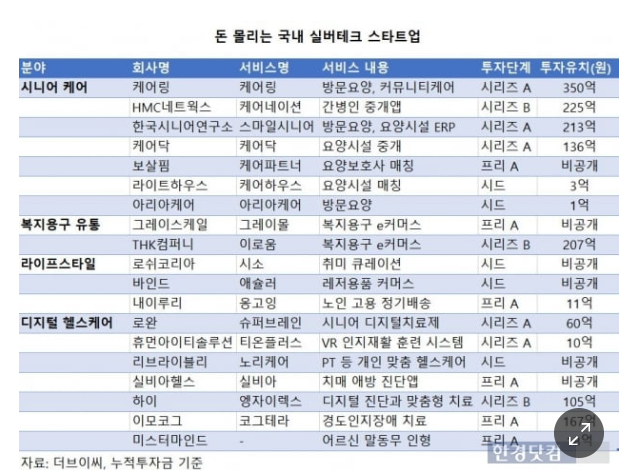 돈 몰리는 국내 실버테크 스타트업
분야 회사명 서비스명 서비스 내용 투자단계 투자유치(원)
시니어 케어 케어링 케어링 방문요양, 커뮤니티케어 시리즈 A 350억
HMC네트웍스 케어네이션 간병인 중개앱 시리즈 B 225억
한국시니어연구소 스마일시니어 방문요양, 요양시설 ERP 시리즈 A 213억
케어닥 케어닥 요양시설 중개 시리즈 A 136억
보살핌 케어파트너 요양보호사 매칭 프리 A 비공개
라이트하우스 케어하우스 요양시설 매칭 시드 3억
아리아케어 아리아케어 방문요양 시드 1억
복지용구 유통 그레이스케일 그레이몰 복지용구 e커머스 프리 A 비공개
THK컴퍼니 이로움 복지용구 e커머스 시리즈 B 207억
라이프스타일 로쉬코리아 시소 취미 큐레이션 시드 비공개
바인드 애슐러 레저용품 커머스 시드 비공개
내이루리 옹고잉 노인 고용 정기배송 프리 A 11억
디지털 헬스케어 로완 슈퍼브레인 시니어 디지털치료제 시리즈 A 60억
휴먼아이티솔루션 티온플러스 VR 인지재활 훈련 시스템 시리즈 A 10억
리브라이블리 노리케어 PT 등 개인 맞춤 헬스케어 시드 비공개
실비아헬스 실비아 치매 애방 진단앱 프리 A 비공개
하이 엥자이렉스 디지털 진단과 맞춤형 치료 시리즈 B 105억
이모코그 코그테라 경도인지장애 치료 프리 A 167억
미스터마인드 - 어르신 말동무 인형 프리 A
한경닷컴
자료: 더브이씨, 누적투자금 기준